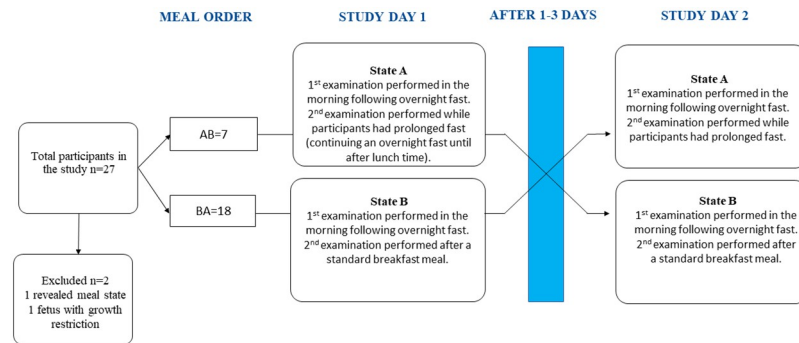 MEAL ORDER
STUDY DAY 1
AFTER 1-3 DAYS
STUDY DAY 2
Total participants in
the study n=27
Excluded n=2
1 revealed meal state
1 fetus with growth
restriction
AB=7
BA=18
State A
1st examination performed in the
morning following overnight fast.
2nd examination performed while
participants had prolonged fast
(continuing an overnight fast until
after lunch time).
State B
1st examination performed in the
morning following overnight fast.
2nd examination performed after a
standard breakfast meal.
State A
1st examination performed in the
morning following overnight fast.
2nd examination performed while
participants had prolonged fast.
State B
1st examination performed in the
morning following overnight fast.
2nd examination performed after
a standard breakfast meal.